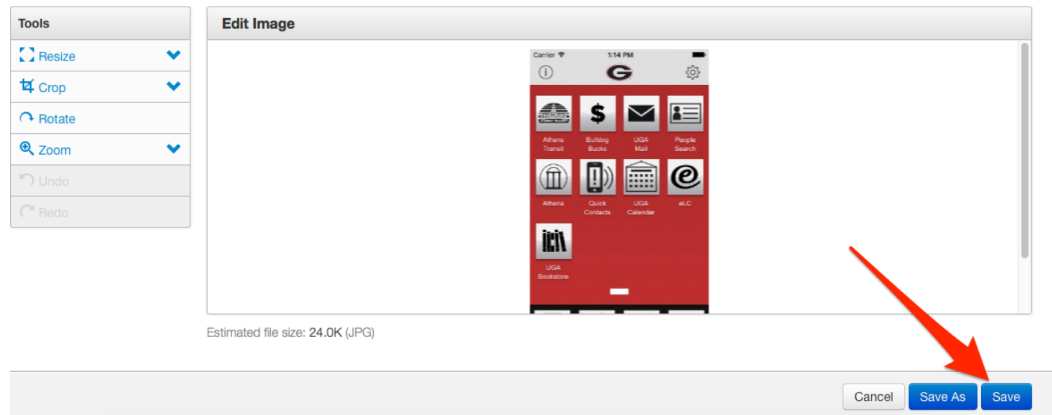 Tools
Edit Image
Resize
Crop
Rotate
Zoom
Undo
Redo
Carrier 1:14 PM
G
Athens Transit
Bulldog Bucks
UGA Mail
People Search
Athena
Quick Contacts
UGA Calendar
eLC
UGA Bookstore
Estimated file size: 24.0K (JPG)
Cancel Save As Save